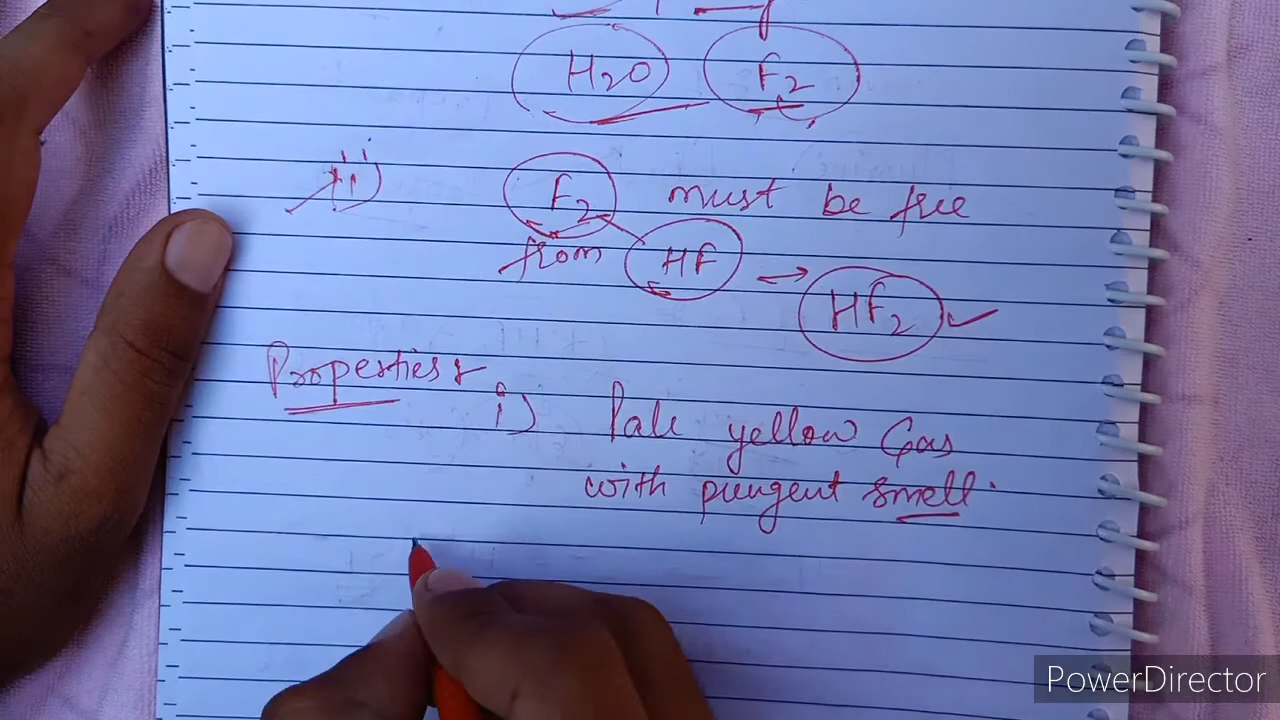 H2O F2
ii) F2 must be free
from HF → HF2 ✓
Properties:
i) Pale yellow Gas
with pungent smell.
PowerDirector